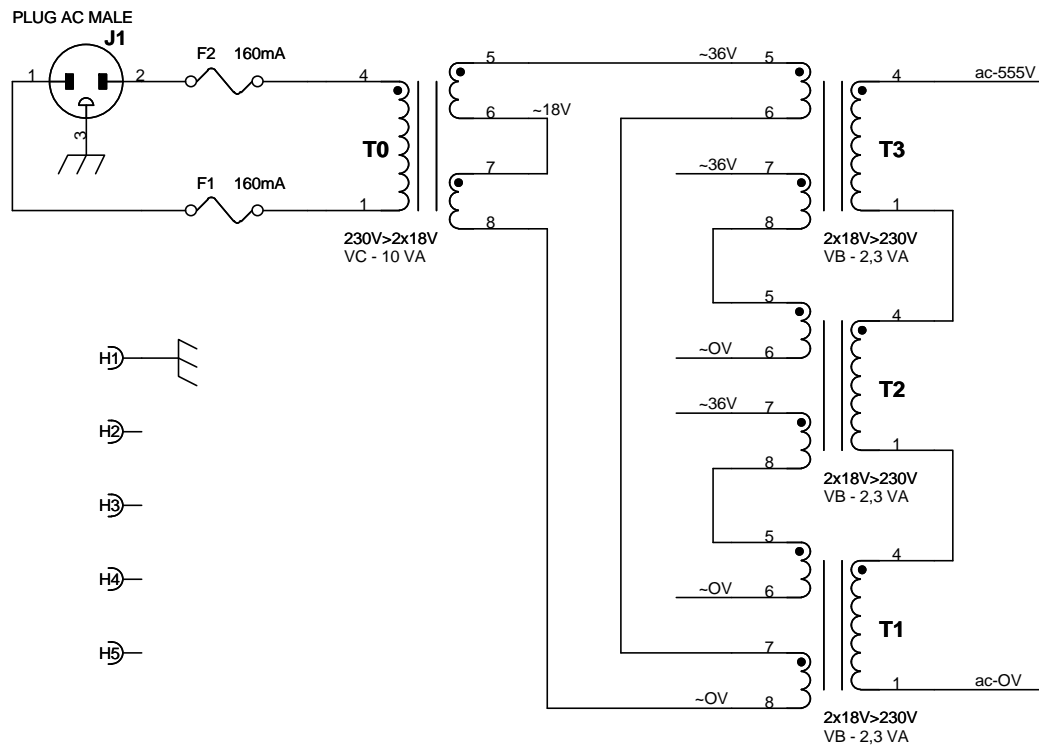 PLUG AC MALE
J1
1
2
3
F2 160mA
F1 160mA
4
1
T0
230V>2x18V
VC - 10 VA
5
6
~18V
7
8
~36V
5
6
~36V
7
8
4
ac-555V
T3
1
2x18V>230V
VB - 2,3 VA
5
~OV
6
~36V
7
8
4
T2
1
2x18V>230V
VB - 2,3 VA
5
~OV
6
7
~OV
8
4
T1
1
ac-OV
2x18V>230V
VB - 2,3 VA
H1
H2
H3
H4
H5